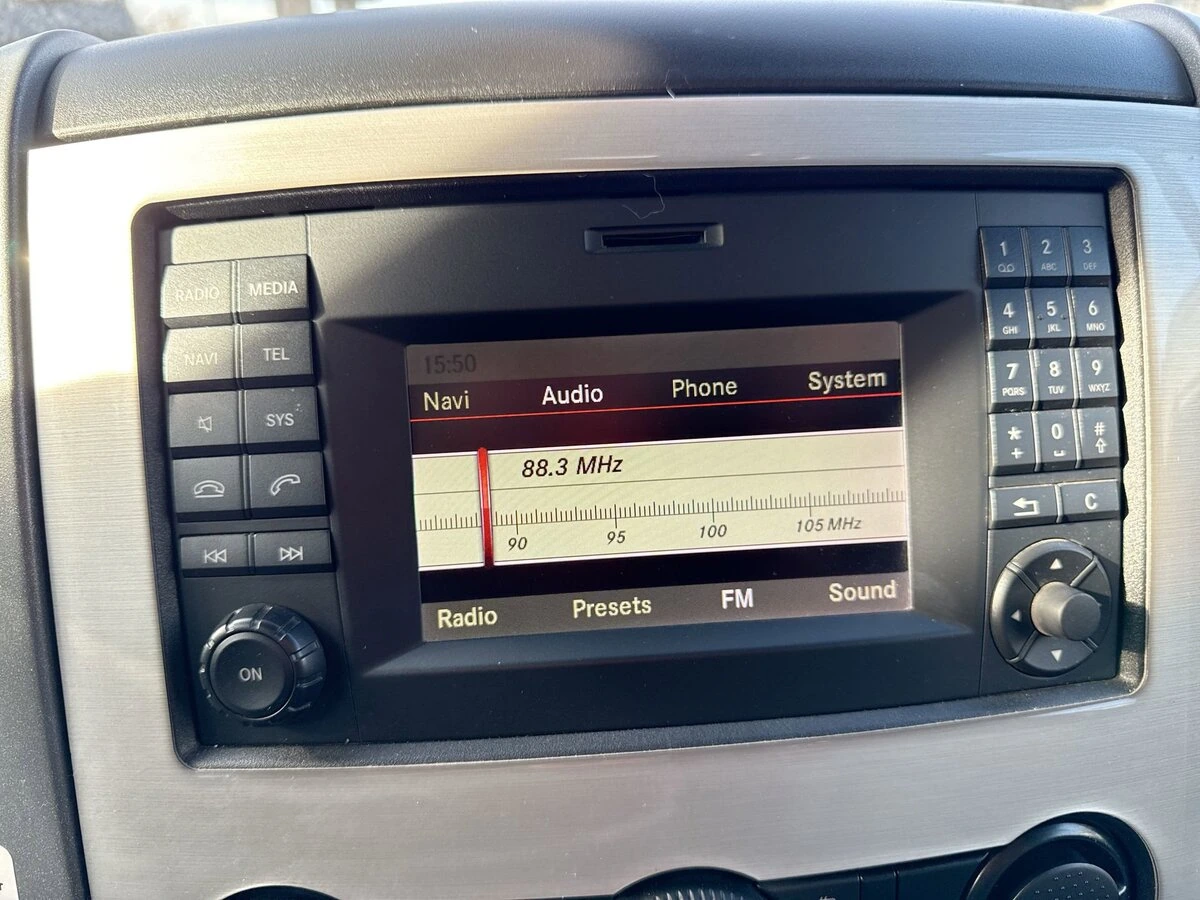 15:50
Navi Audio Phone System
88.3 MHz
90 95 100 105 MHz
Radio Presets FM Sound
RADIO MEDIA
NAVI TEL
SYS
ON
1 2 ABC 3 DEF
4 GHI 5 JKL 6 MNO
7 PQRS 8 TUV 9 WXYZ
* + 0 #
C